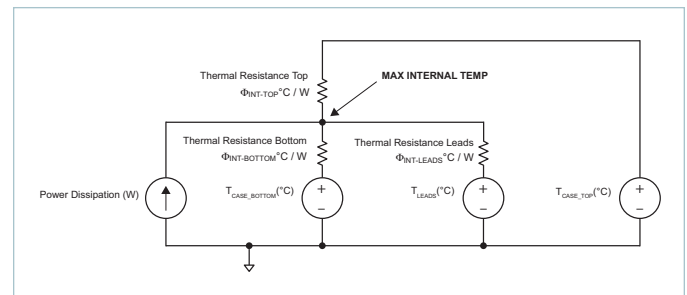 Thermal Resistance Top
MAX INTERNAL TEMP
ΦINT-TOP°C / W
Thermal Resistance Bottom
ΦINT-BOTTOM°C / W
Thermal Resistance Leads
ΦINT-LEADS°C / W
Power Dissipation (W)
TCASE_BOTTOM(°C)
+
–
TLEADS(°C)
+
–
TCASE_TOP(°C)
+
–